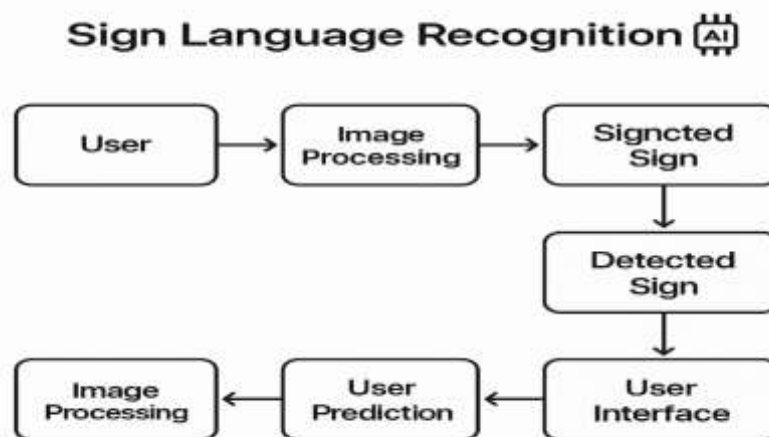 Sign Language Recognition AI
User
Image
Processing
Signcted
Sign
Detected
Sign
User
Interface
User
Prediction
Image
Processing